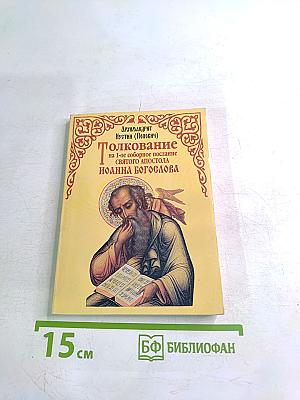 Архимандрит
Иустин (Попович)
Толкование
на 1-ое соборное послание
СВЯТОГО АПОСТОЛА
ИОАННА БОГОСЛОВА
15 см
БФ БИБЛИОФАН